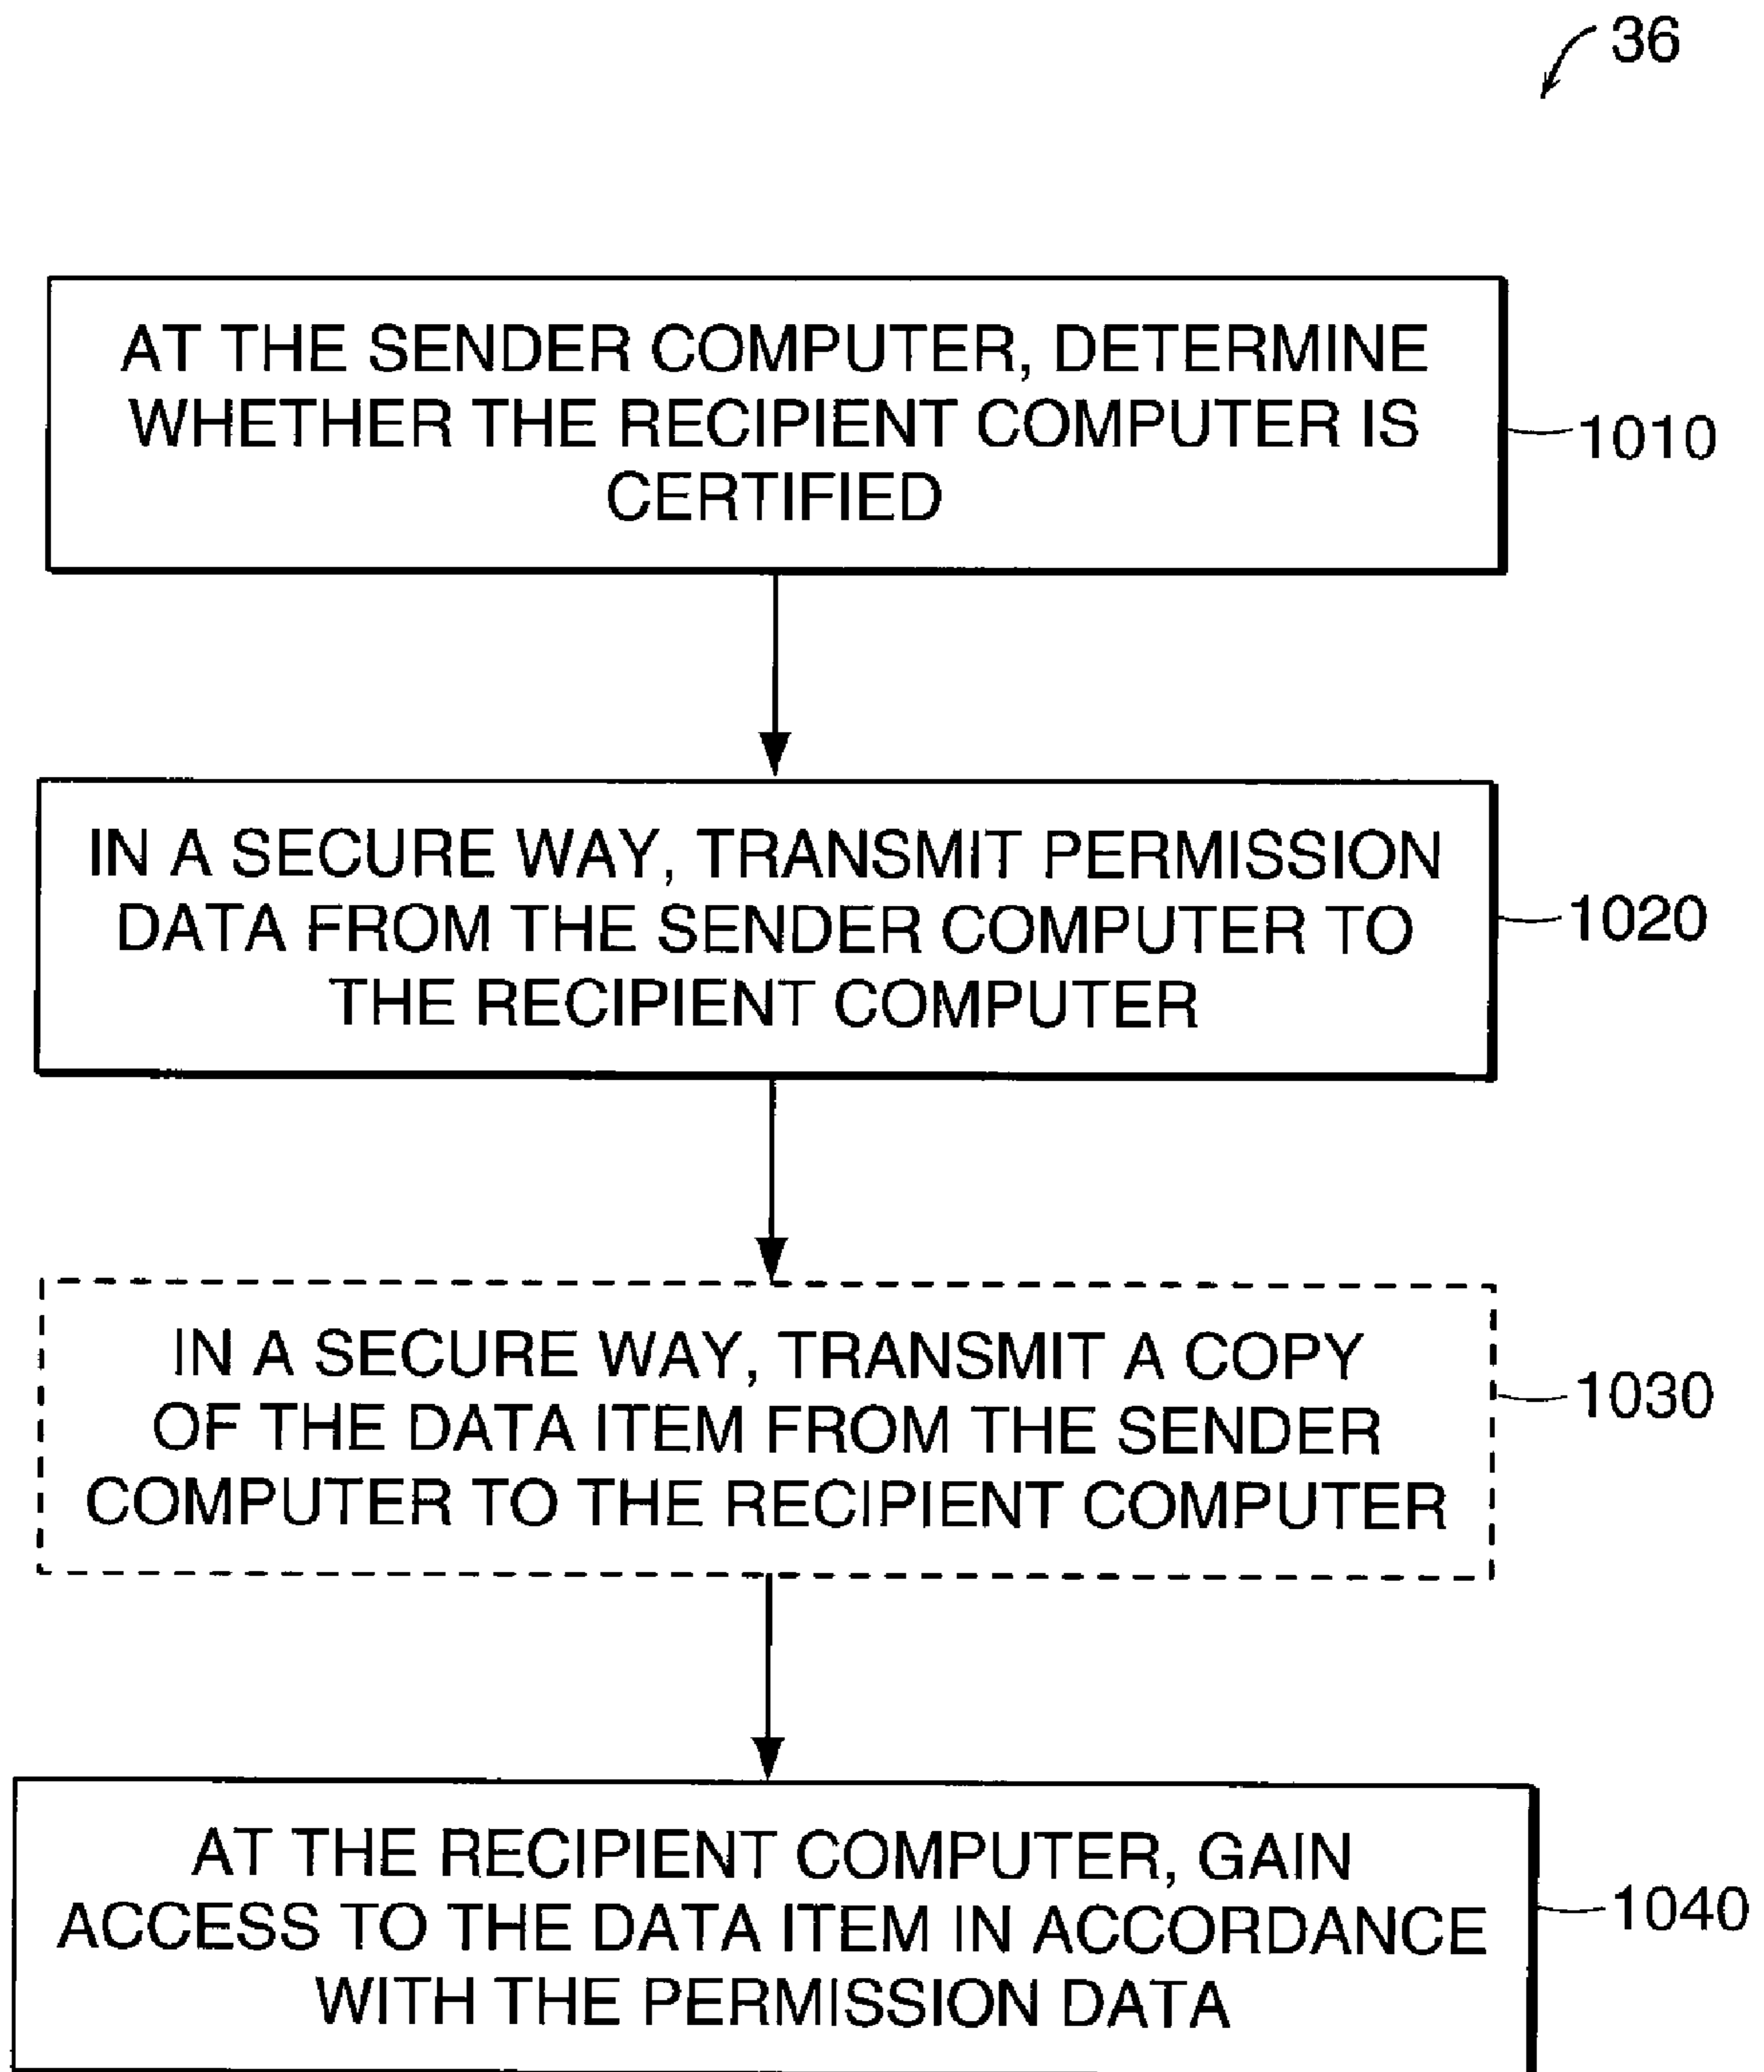 36
AT THE SENDER COMPUTER, DETERMINE
WHETHER THE RECIPIENT COMPUTER IS
CERTIFIED
1010
IN A SECURE WAY, TRANSMIT PERMISSION
DATA FROM THE SENDER COMPUTER TO
THE RECIPIENT COMPUTER
1020
IN A SECURE WAY, TRANSMIT A COPY
OF THE DATA ITEM FROM THE SENDER
COMPUTER TO THE RECIPIENT COMPUTER
1030
AT THE RECIPIENT COMPUTER, GAIN
ACCESS TO THE DATA ITEM IN ACCORDANCE
WITH THE PERMISSION DATA
1040